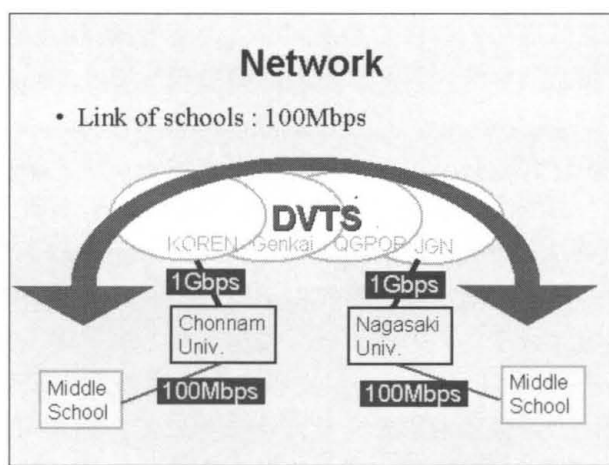 Network
• Link of schools : 100Mbps
DVTS
KOREN Genkai QGPOP JGN
1Gbps 1Gbps
Chonnam Univ.
Nagasaki Univ.
Middle School
100Mbps 100Mbps
Middle School